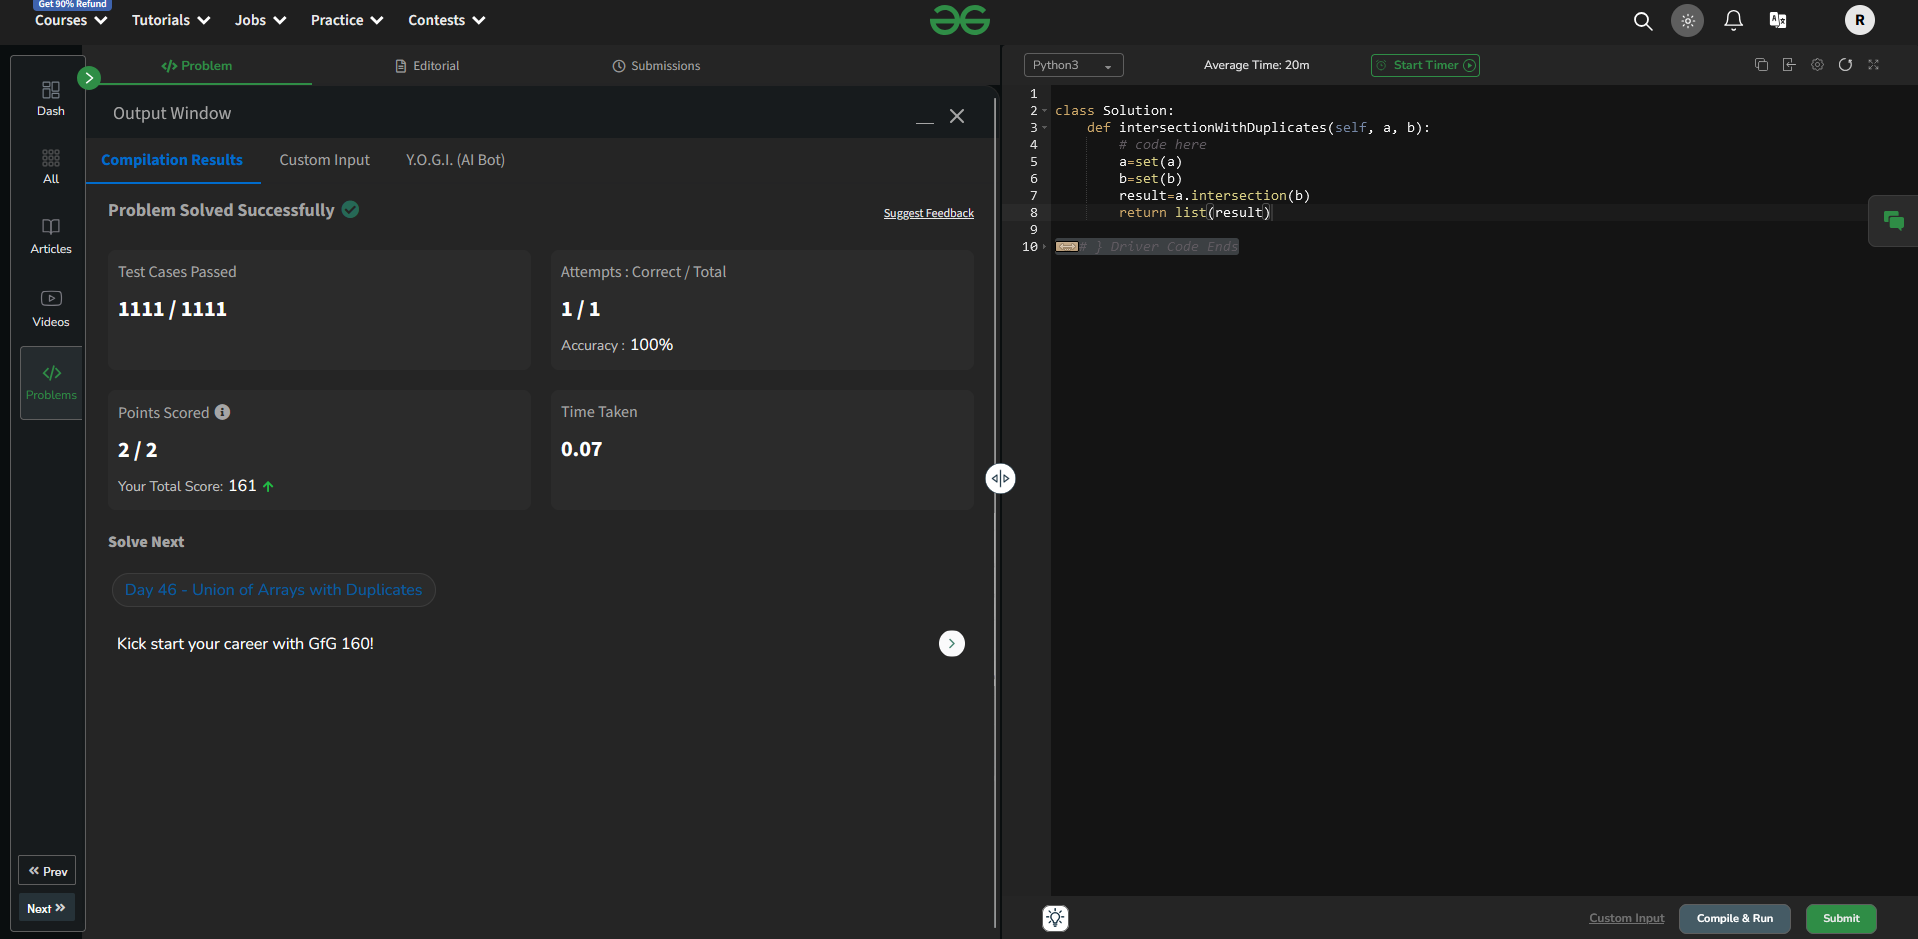 Get 90% Refund
Courses Tutorials Jobs Practice Contests
R
Dash
All
Articles
Videos
Problems
Prev
Next
Problem Editorial Submissions
Output Window
Compilation Results Custom Input Y.O.G.I. (AI Bot)
Problem Solved Successfully
Suggest Feedback
Test Cases Passed
1111 / 1111
Attempts : Correct / Total
1 / 1
Accuracy : 100%
Points Scored
2 / 2
Your Total Score: 161
Time Taken
0.07
Solve Next
Day 46 - Union of Arrays with Duplicates
Kick start your career with GfG 160!
Python3 Average Time: 20m Start Timer
1
2 class Solution:
3 def intersectionWithDuplicates(self, a, b):
4 # code here
5 a=set(a)
6 b=set(b)
7 result=a.intersection(b)
8 return list(result)
9
10 # } Driver Code Ends
Custom Input Compile & Run Submit